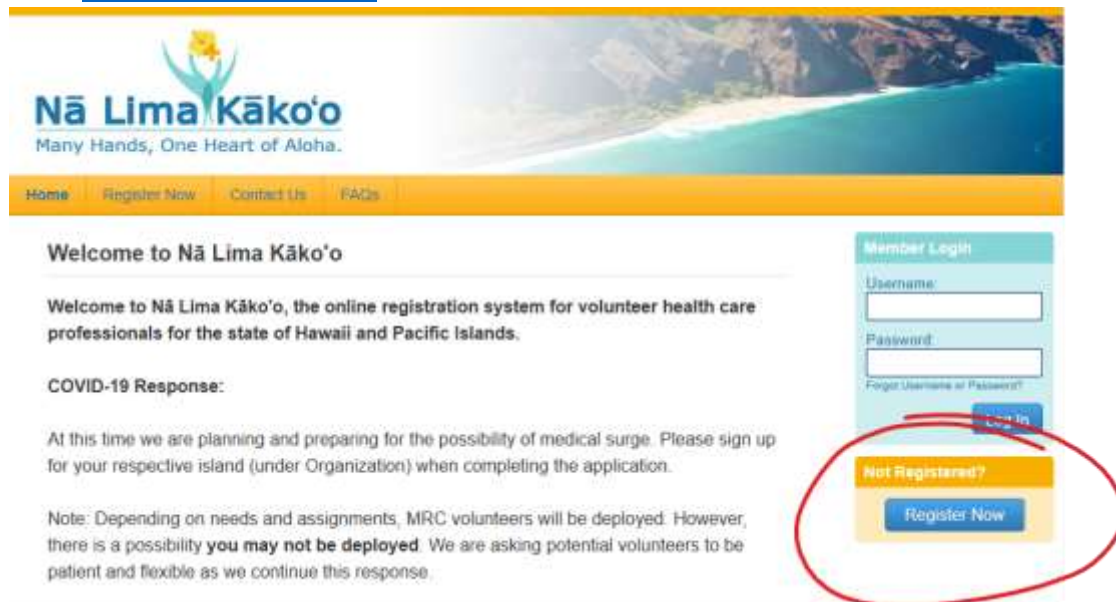 Nā Lima Kāko‘o
Many Hands, One Heart of Aloha.
Home Register Now Contact Us FAQs
Welcome to Nā Lima Kāko'o
Welcome to Nā Lima Kāko'o, the online registration system for volunteer health care
professionals for the state of Hawaii and Pacific Islands.
COVID-19 Response:
At this time we are planning and preparing for the possibility of medical surge. Please sign up
for your respective island (under Organization) when completing the application.
Note: Depending on needs and assignments, MRC volunteers will be deployed. However,
there is a possibility you may not be deployed. We are asking potential volunteers to be
patient and flexible as we continue this response.
Member Login
Username:
Password:
Forgot Username or Password?
Log In
Not Registered?
Register Now